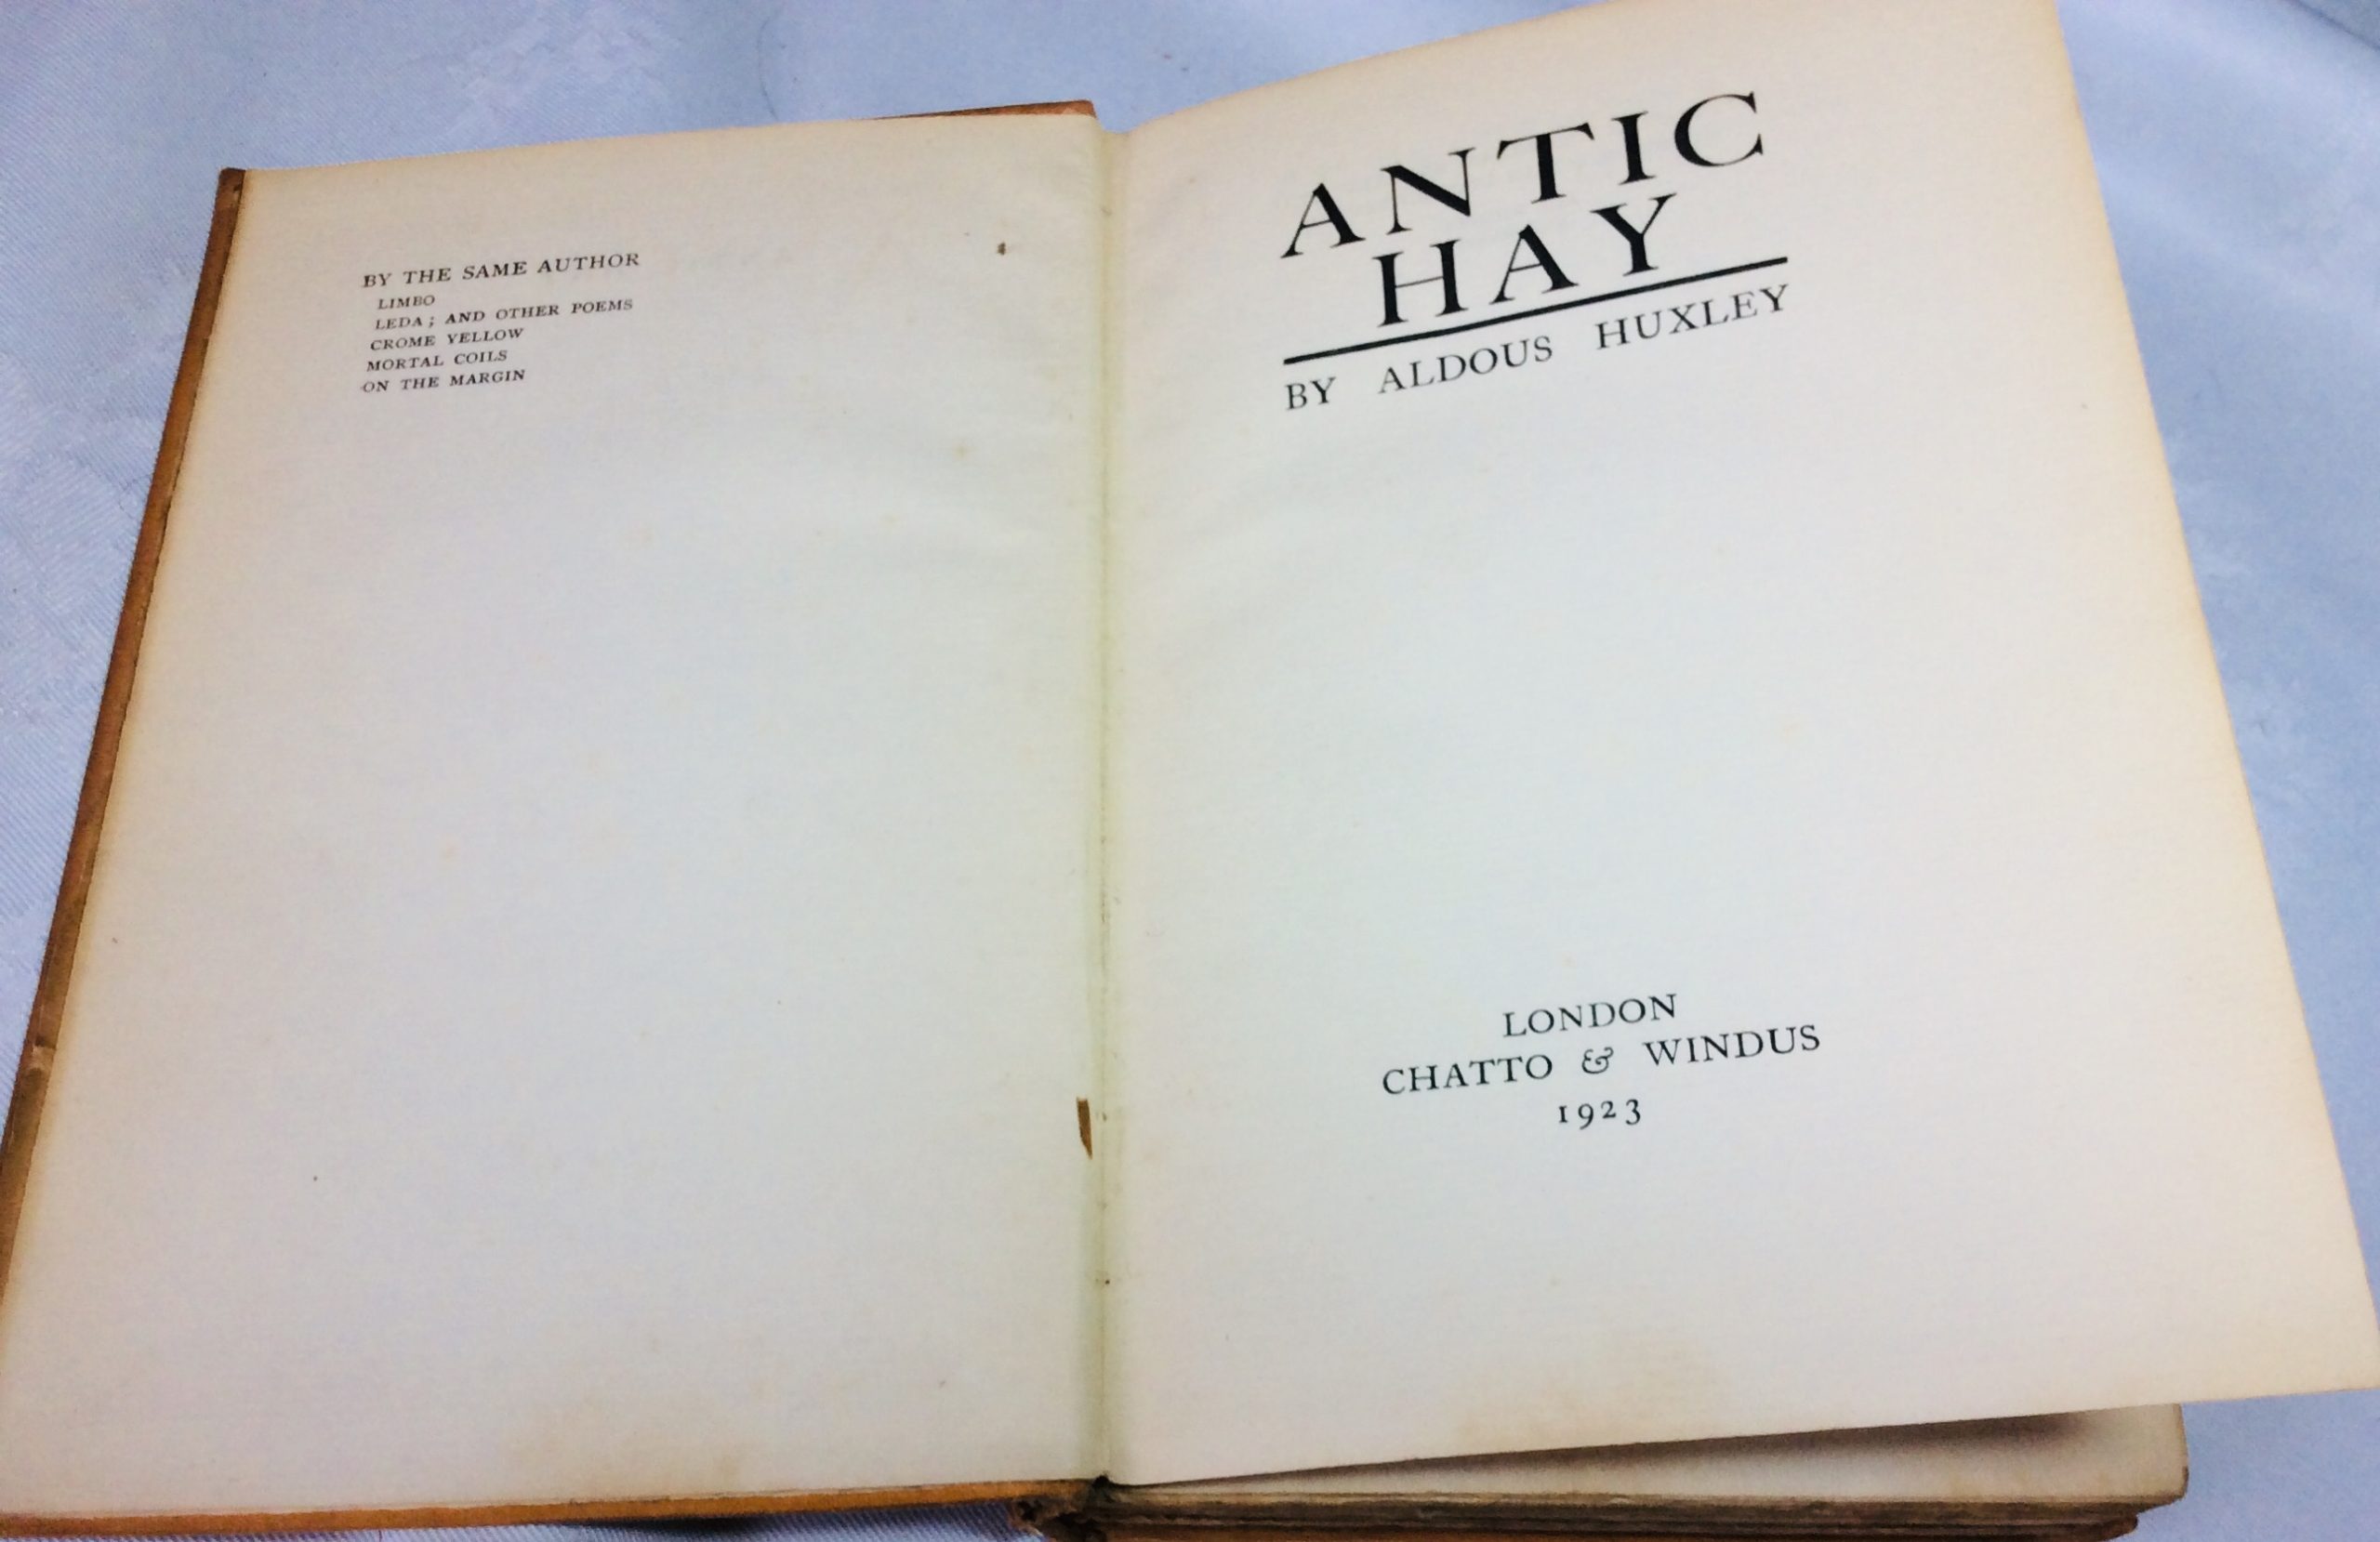 BY THE SAME AUTHOR
LIMBO
LEDA; AND OTHER POEMS
CROME YELLOW
MORTAL COILS
ON THE MARGIN
ANTIC
HAY
BY ALDOUS HUXLEY
LONDON
CHATTO & WINDUS
1923